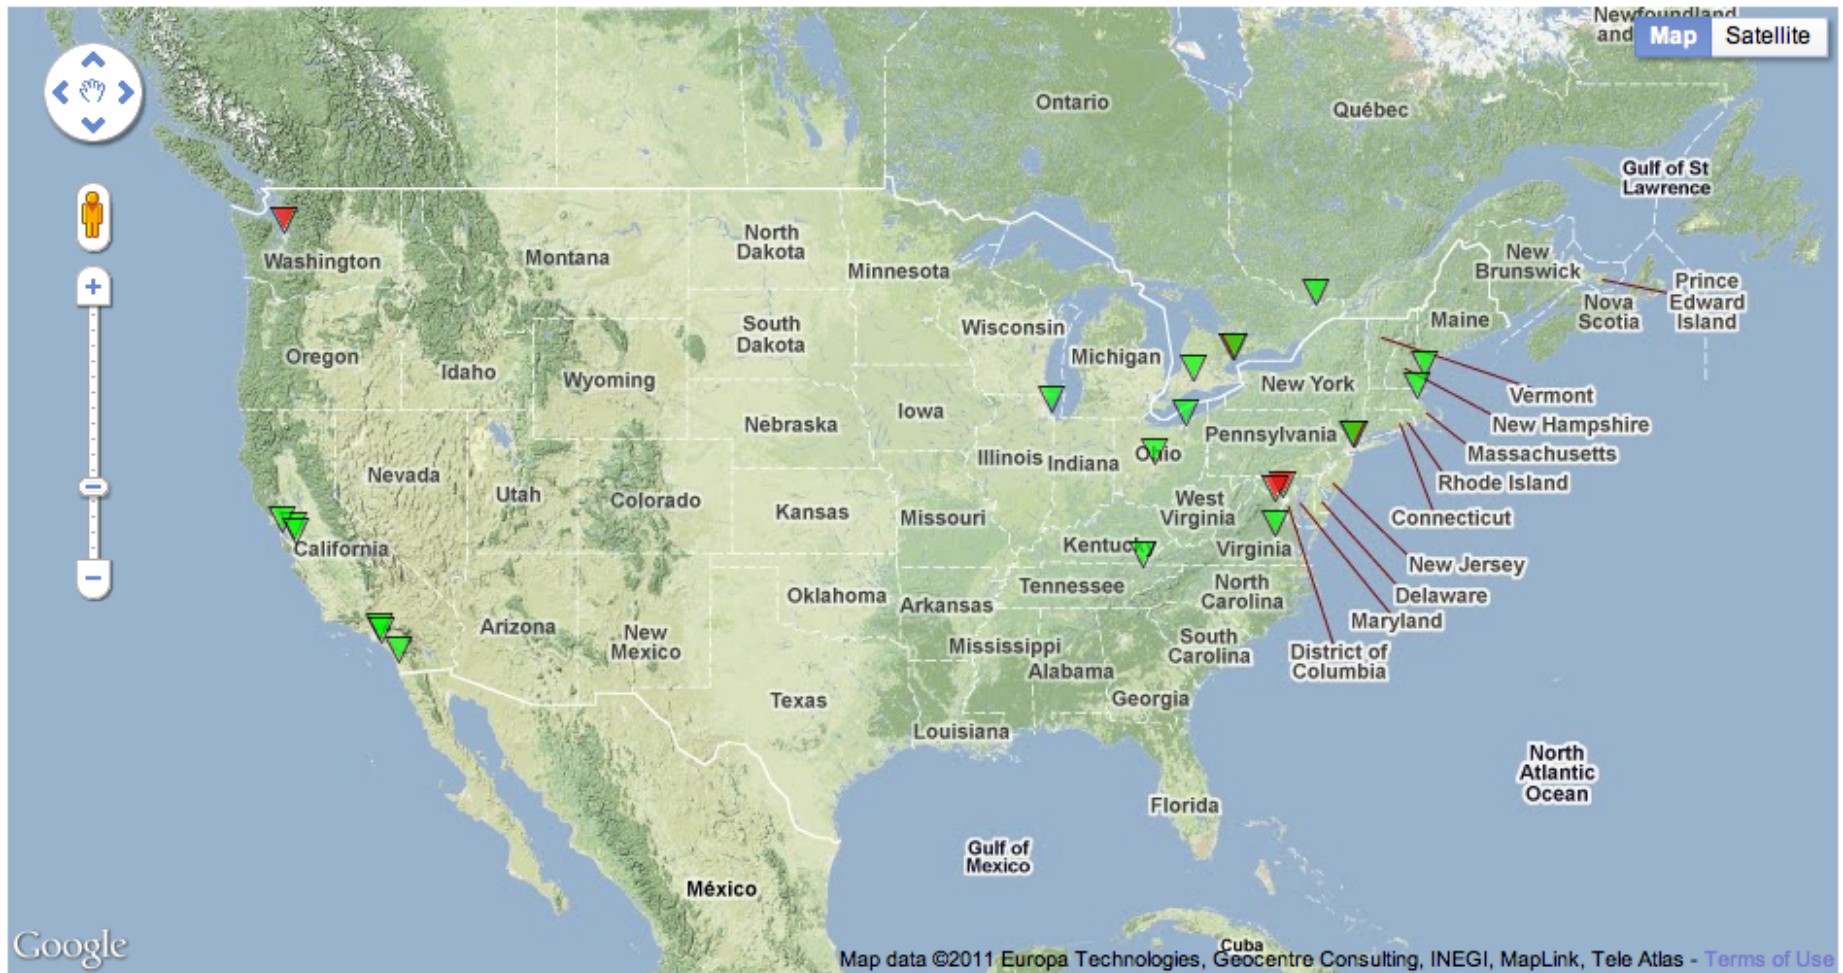 Newfoundland
and
Map
Satellite
Ontario
Québec
Gulf of St
Lawrence
North
Dakota
Washington
Montana
Minnesota
New
Brunswick
Prince
Edward
Island
Nova
Scotia
Maine
South
Dakota
Wisconsin
Michigan
Oregon
Idaho
Wyoming
New York
Vermont
Iowa
Nebraska
New Hampshire
Pennsylvania
Massachusetts
Illinois
Indiana
Ohio
Nevada
Utah
Colorado
Rhode Island
Kansas
Missouri
West
Virginia
Connecticut
California
Kentucky
Virginia
New Jersey
Tennessee
North
Carolina
Delaware
Oklahoma
Arkansas
Maryland
Arizona
New
Mexico
Mississippi
South
Carolina
District of
Columbia
Alabama
Texas
Georgia
Louisiana
North
Atlantic
Ocean
Florida
Gulf of
Mexico
México
Google
Cuba
Map data ©2011 Europa Technologies, Geocentre Consulting, INEGI, MapLink, Tele Atlas - Terms of Use